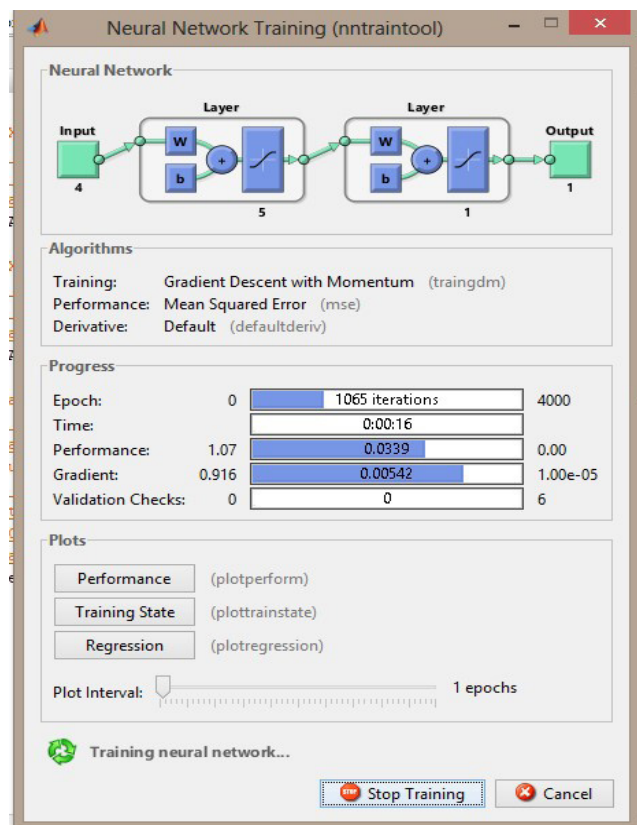 Neural Network Training (nntraintool)
Neural Network
Layer Layer
Input W W Output
+ +
b b
4 5 1 1
Algorithms
Training: Gradient Descent with Momentum (traingdm)
Performance: Mean Squared Error (mse)
Derivative: Default (defaultderiv)
Progress
Epoch: 0 1065 iterations 4000
Time: 0:00:16
Performance: 1.07 0.0339 0.00
Gradient: 0.916 0.00542 1.00e-05
Validation Checks: 0 0 6
Plots
Performance (plotperform)
Training State (plottrainstate)
Regression (plotregression)
Plot Interval: 1 epochs
Training neural network...
STOP Stop Training Cancel